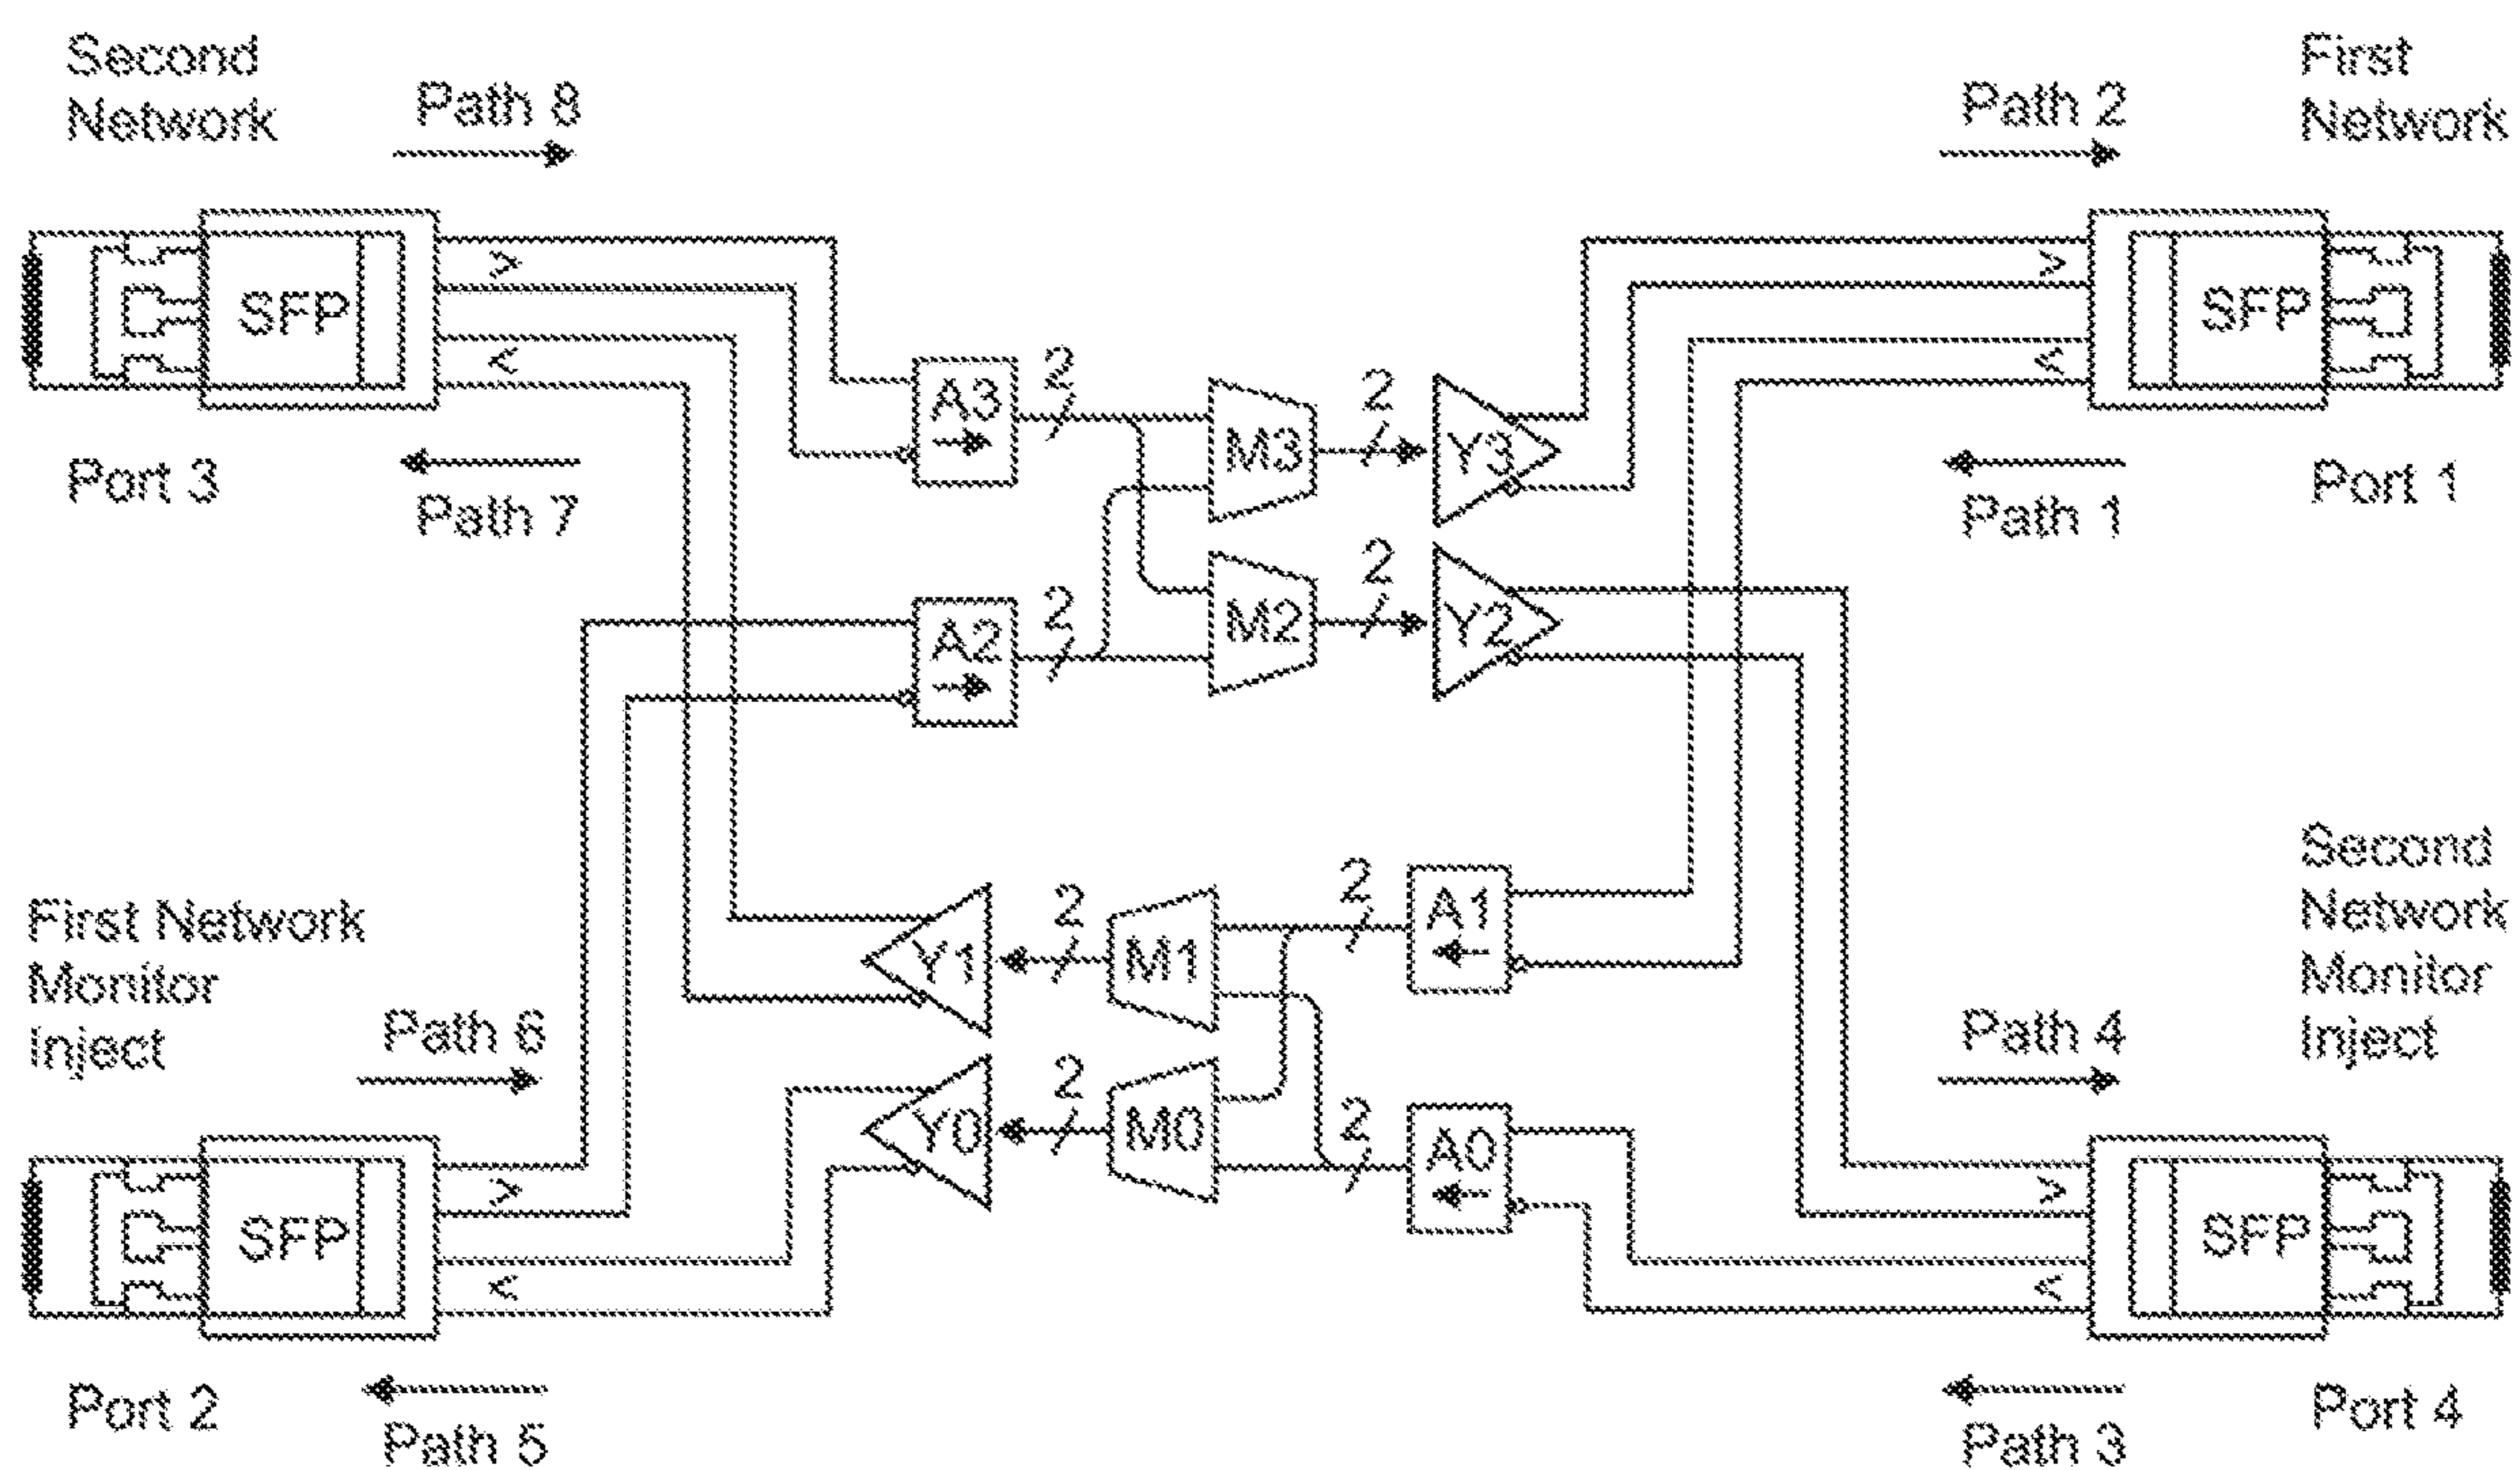 Second
Network
Path 8
Path 2
First
Network
>
SFP
<
>
SFP
<
Port 3
Path 7
A3
2
M3
2
Y3
Path 1
Port 1
A2
2
M2
2
Y2
First Network
Monitor
Inject
Path 6
Y1
2
M1
2
A1
Second
Network
Monitor
Inject
Path 4
Y0
2
M0
2
A0
>
SFP
<
>
SFP
<
Port 2
Path 5
Path 3
Port 4